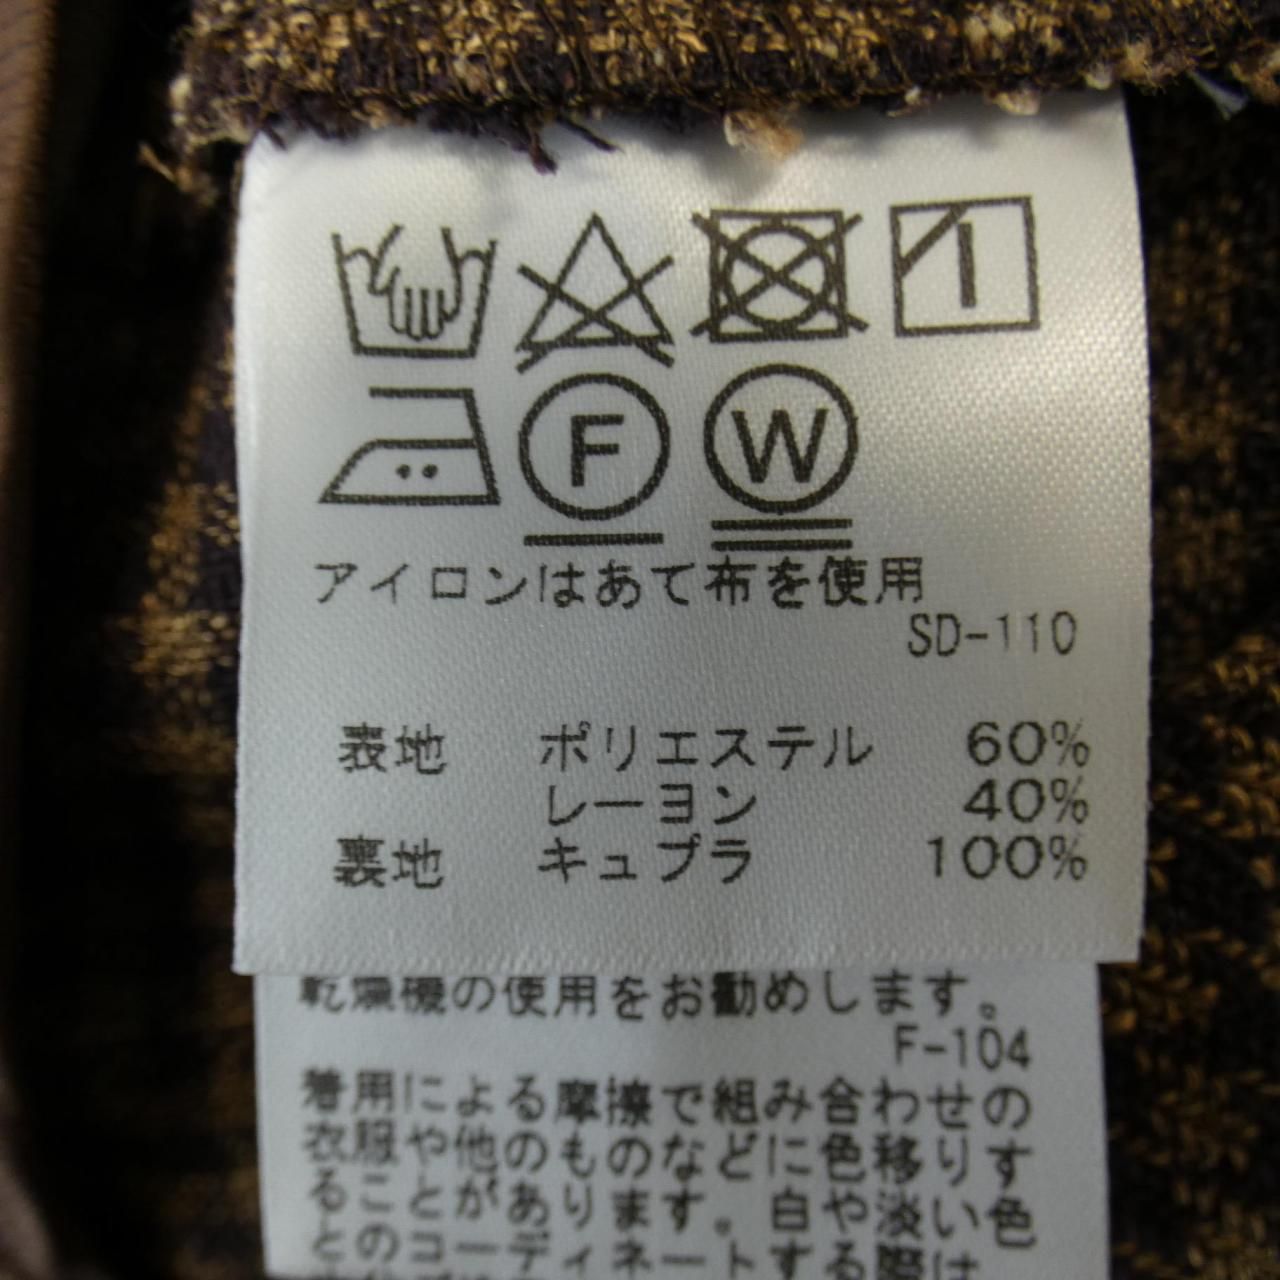 F W
アイロンはあて布を使用
SD-110
表地 ポリエステル 60%
レーヨン 40%
裏地 キュプラ 100%
乾燥機の使用をお勧めします。
F-104
着用による摩擦で組み合わせの
衣服や他のものなどに色移りす
ることがあります。白や淡い色
とのコーディネートする際は